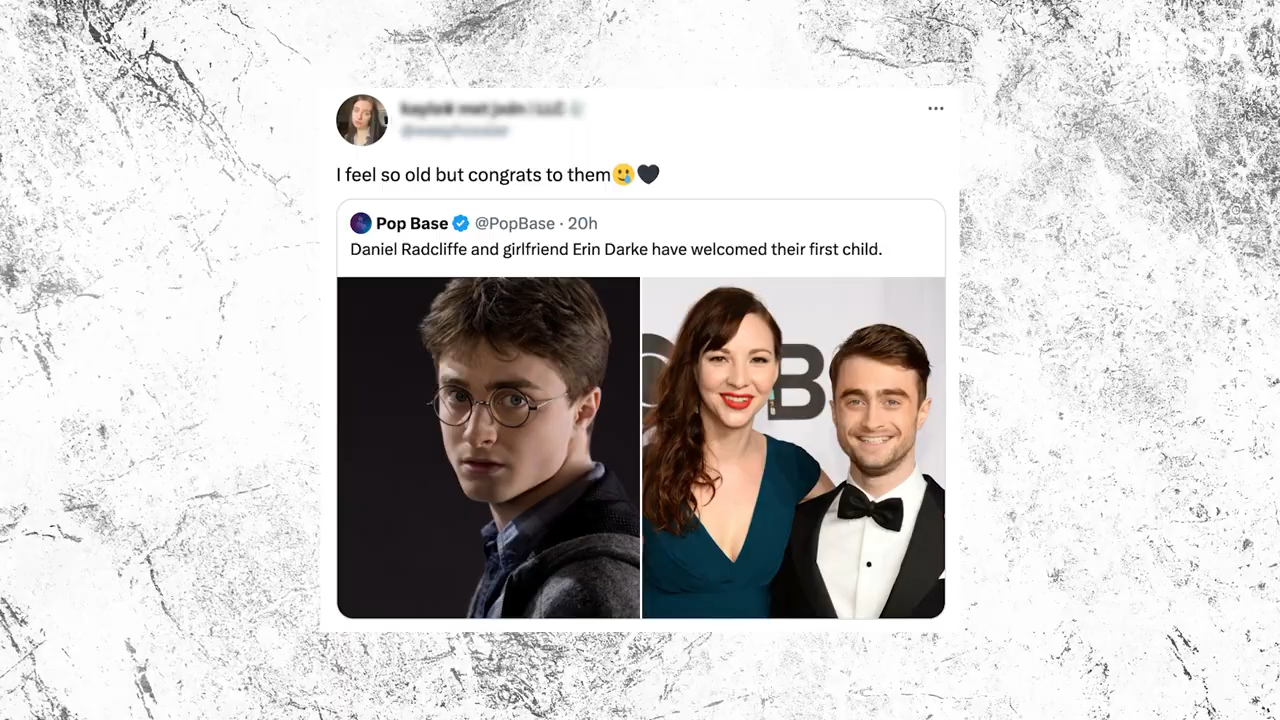 I feel so old but congrats to them🥲🖤
Pop Base @PopBase · 20h
Daniel Radcliffe and girlfriend Erin Darke have welcomed their first child.
B